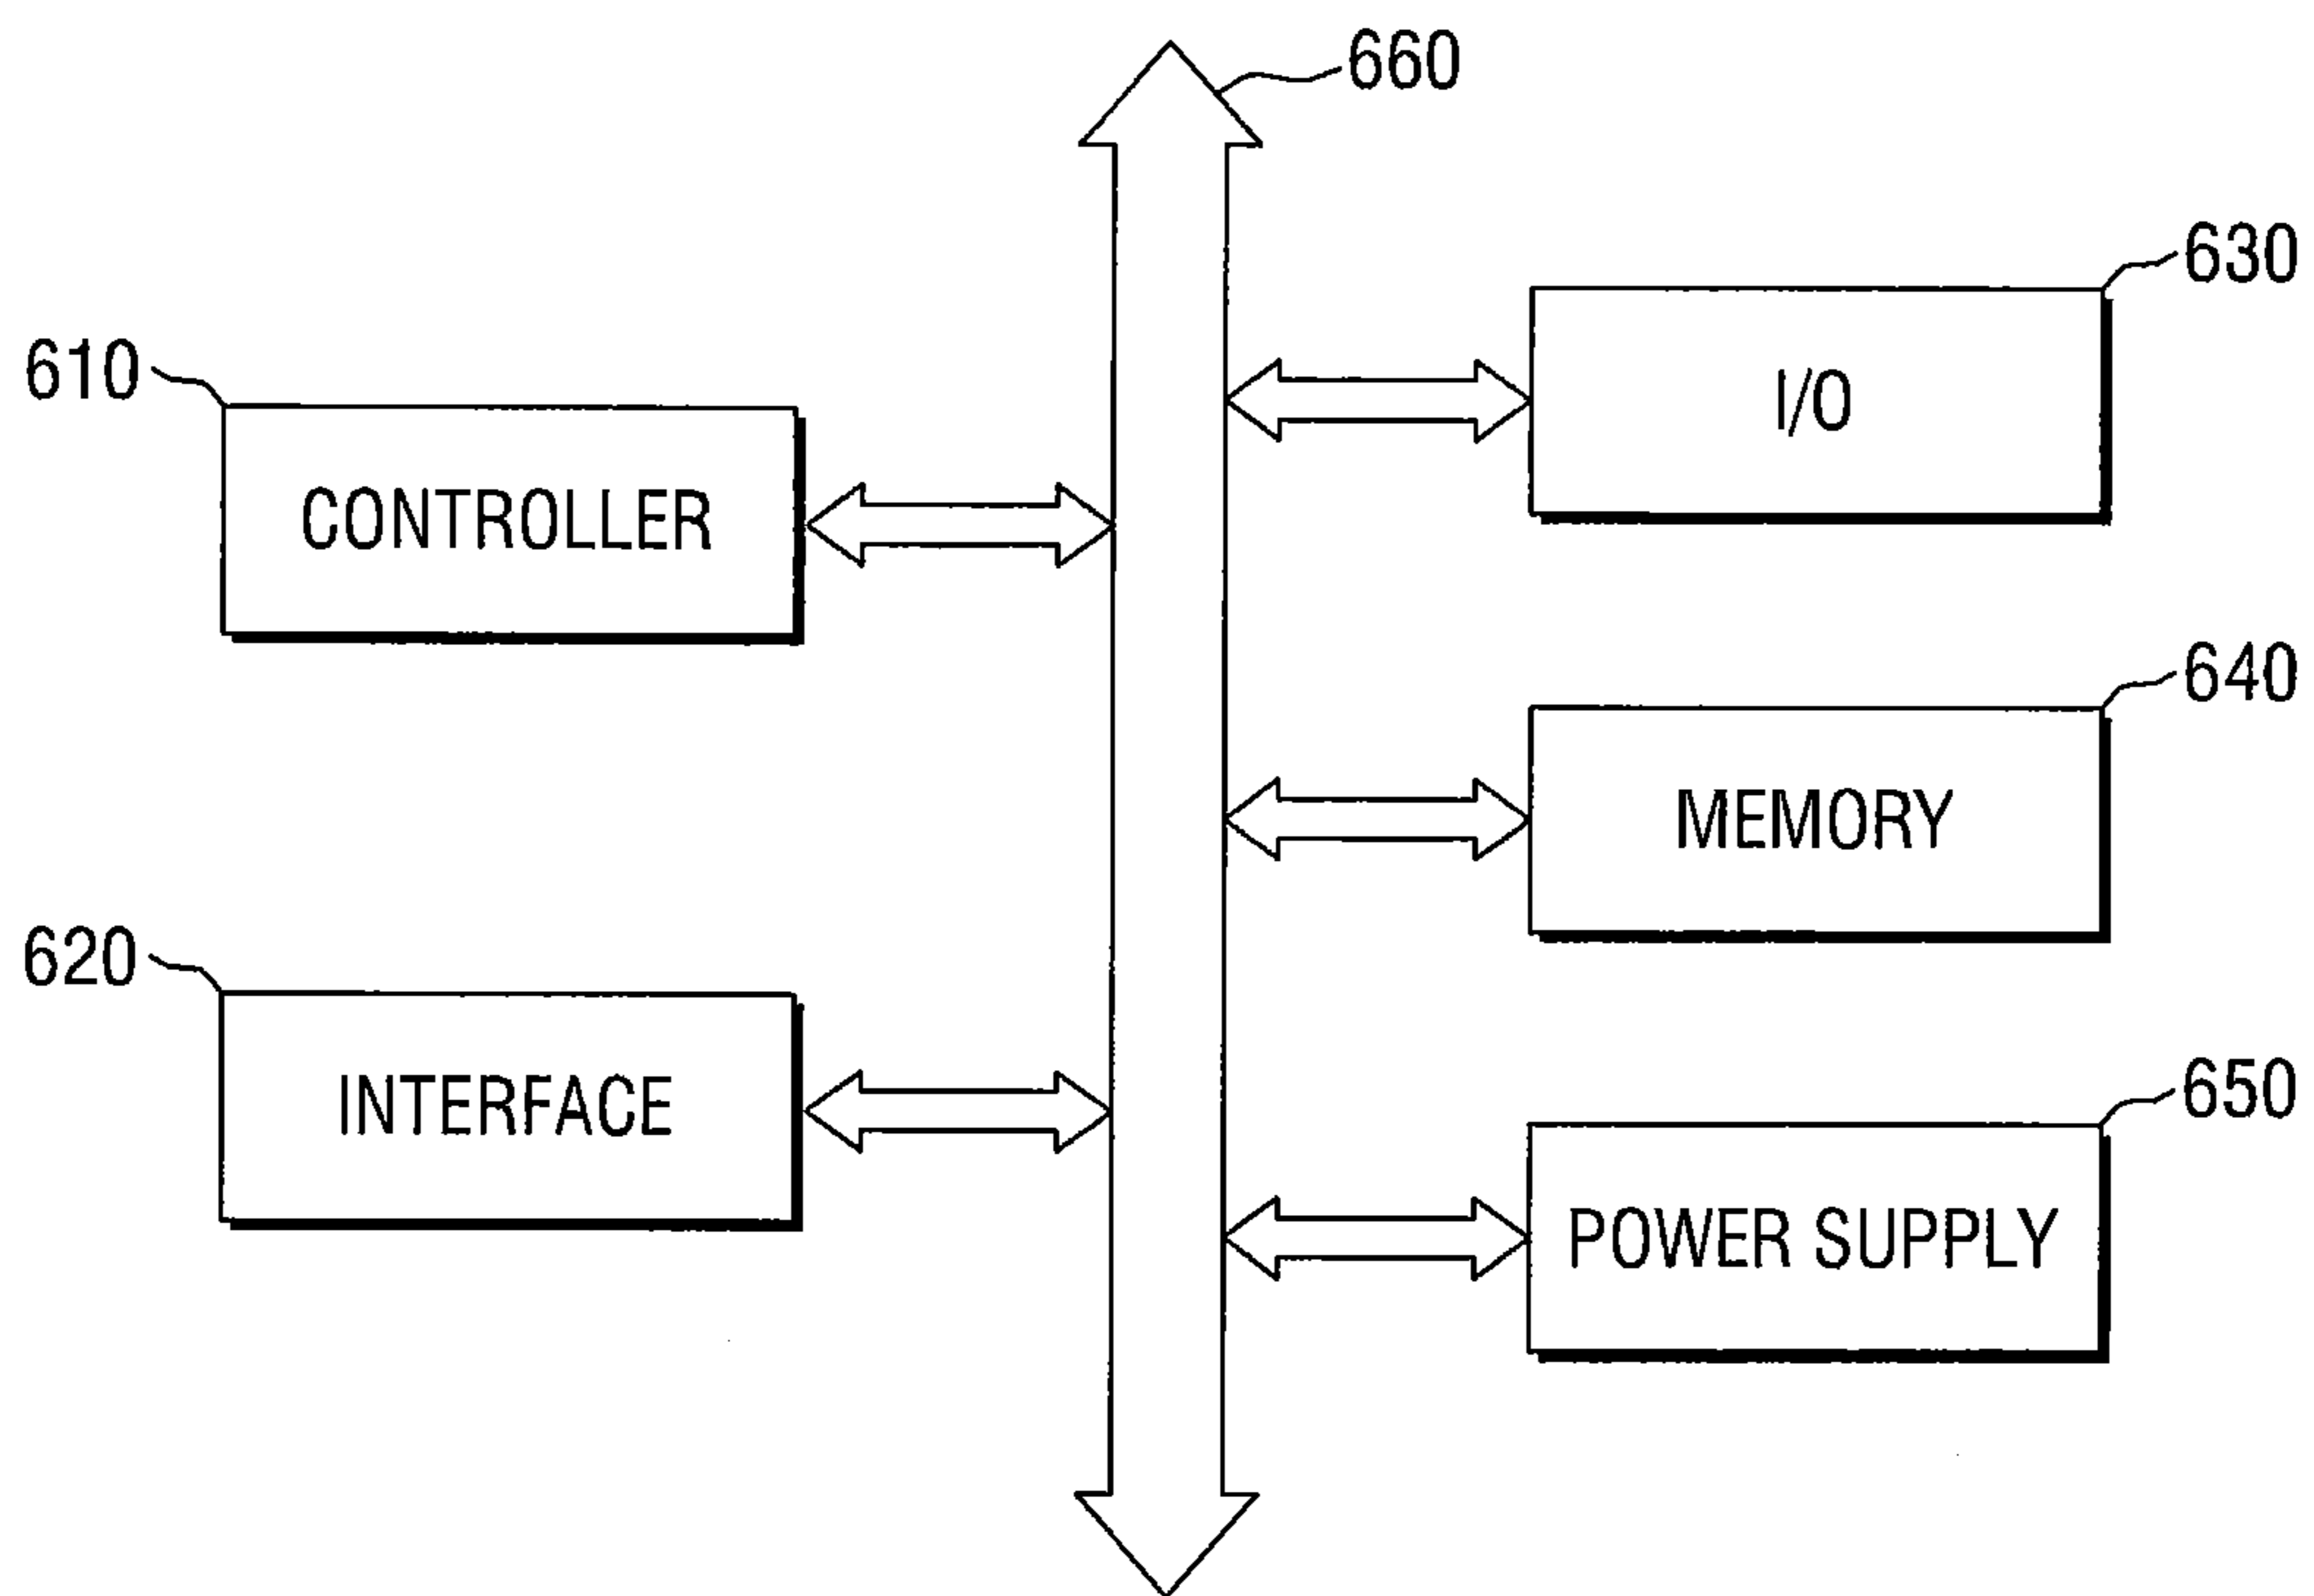 660
630
I/O
610
CONTROLLER
640
MEMORY
620
INTERFACE
650
POWER SUPPLY